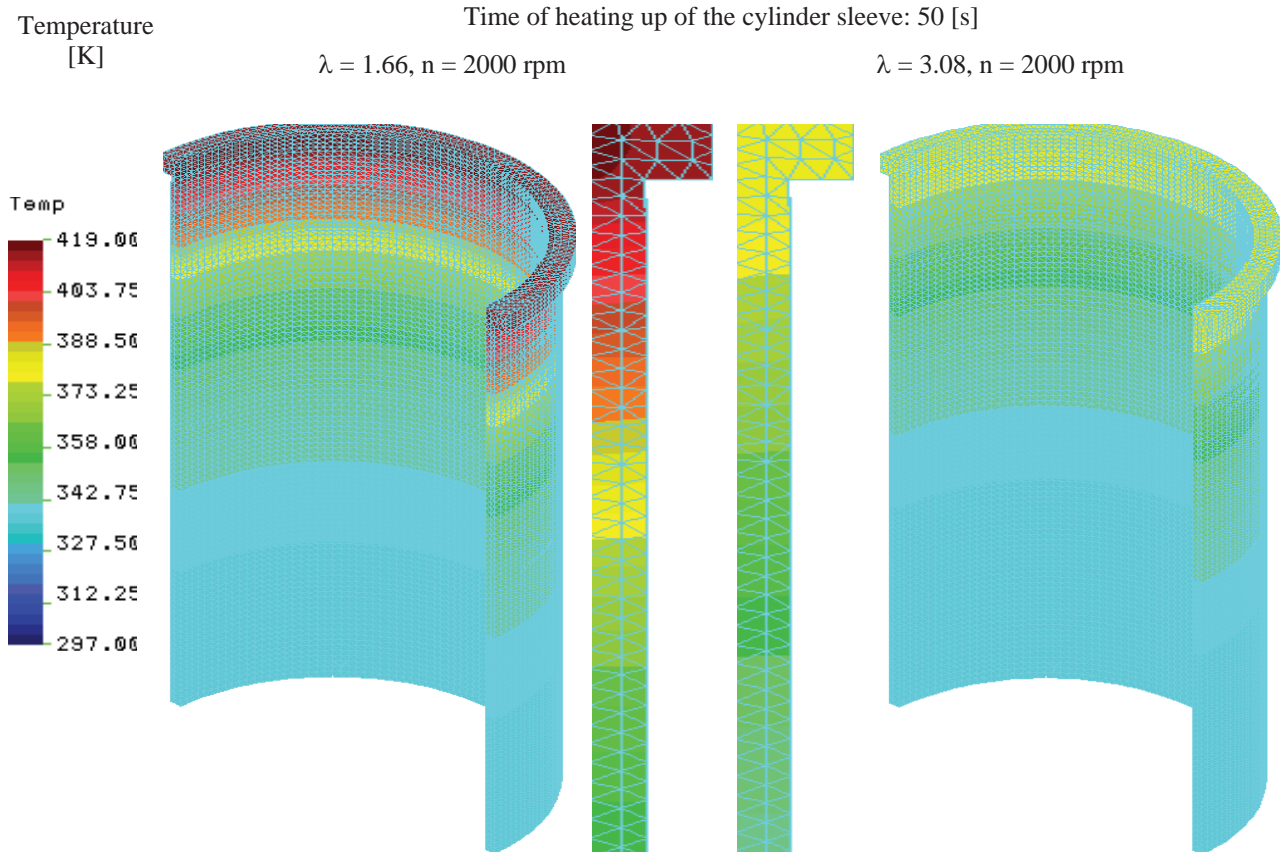 Temperature
[K]
Time of heating up of the cylinder sleeve: 50 [s]
λ = 1.66, n = 2000 rpm
λ = 3.08, n = 2000 rpm
Temp
419.00
403.75
388.50
373.25
358.00
342.75
327.50
312.25
297.00